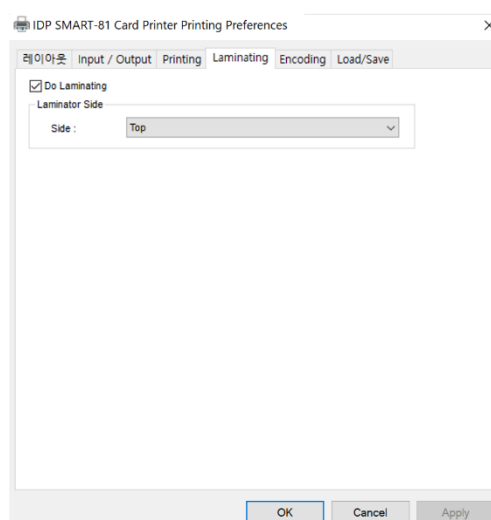 IDP SMART-81 Card Printer Printing Preferences
레이아웃 Input / Output Printing Laminating Encoding Load/Save
Do Laminating
Laminator Side
Side : Top
OK Cancel Apply